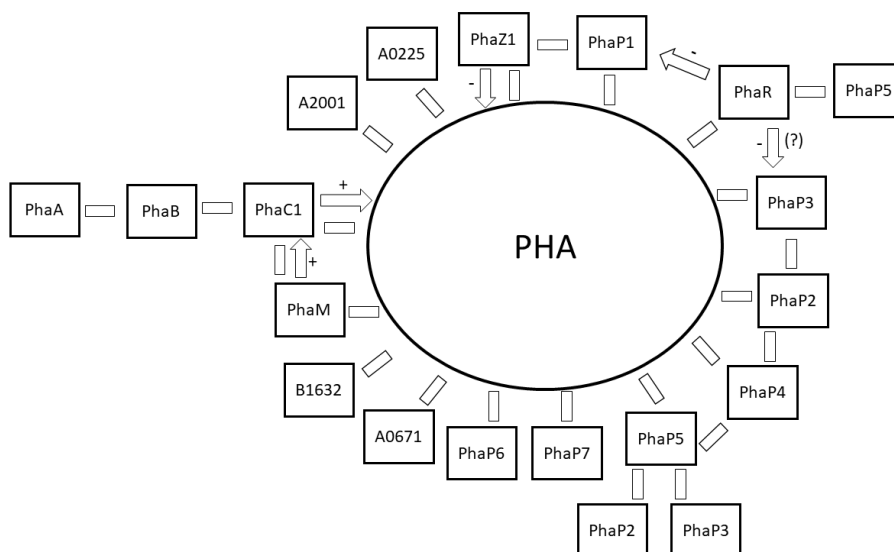 PhaZ1
PhaP1
A0225
-
-
PhaR
PhaP5
A2001
- (?)
+
PhaA
PhaB
PhaC1
PhaP3
PHA
+
PhaM
PhaP2
B1632
PhaP4
A0671
PhaP6
PhaP7
PhaP5
PhaP2
PhaP3